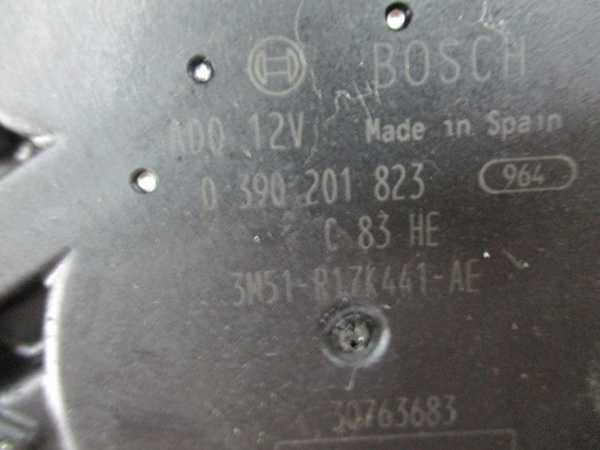 BOSCH
ADO 12V Made in Spain
0 390 201 823 964
C 83 HE
3M51-R17K441-AE
30763683